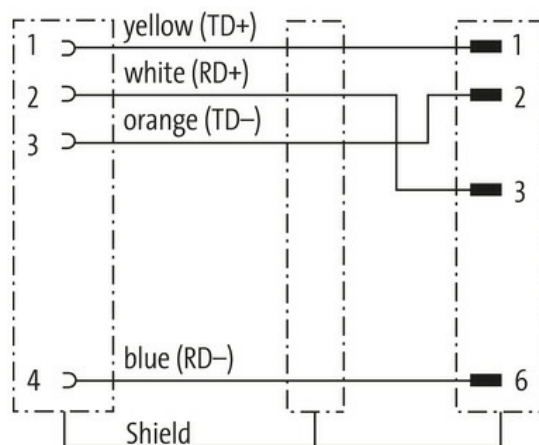 1 yellow (TD+) 1
2 white (RD+) 2
3 orange (TD–)
3
4 blue (RD–) 6
Shield